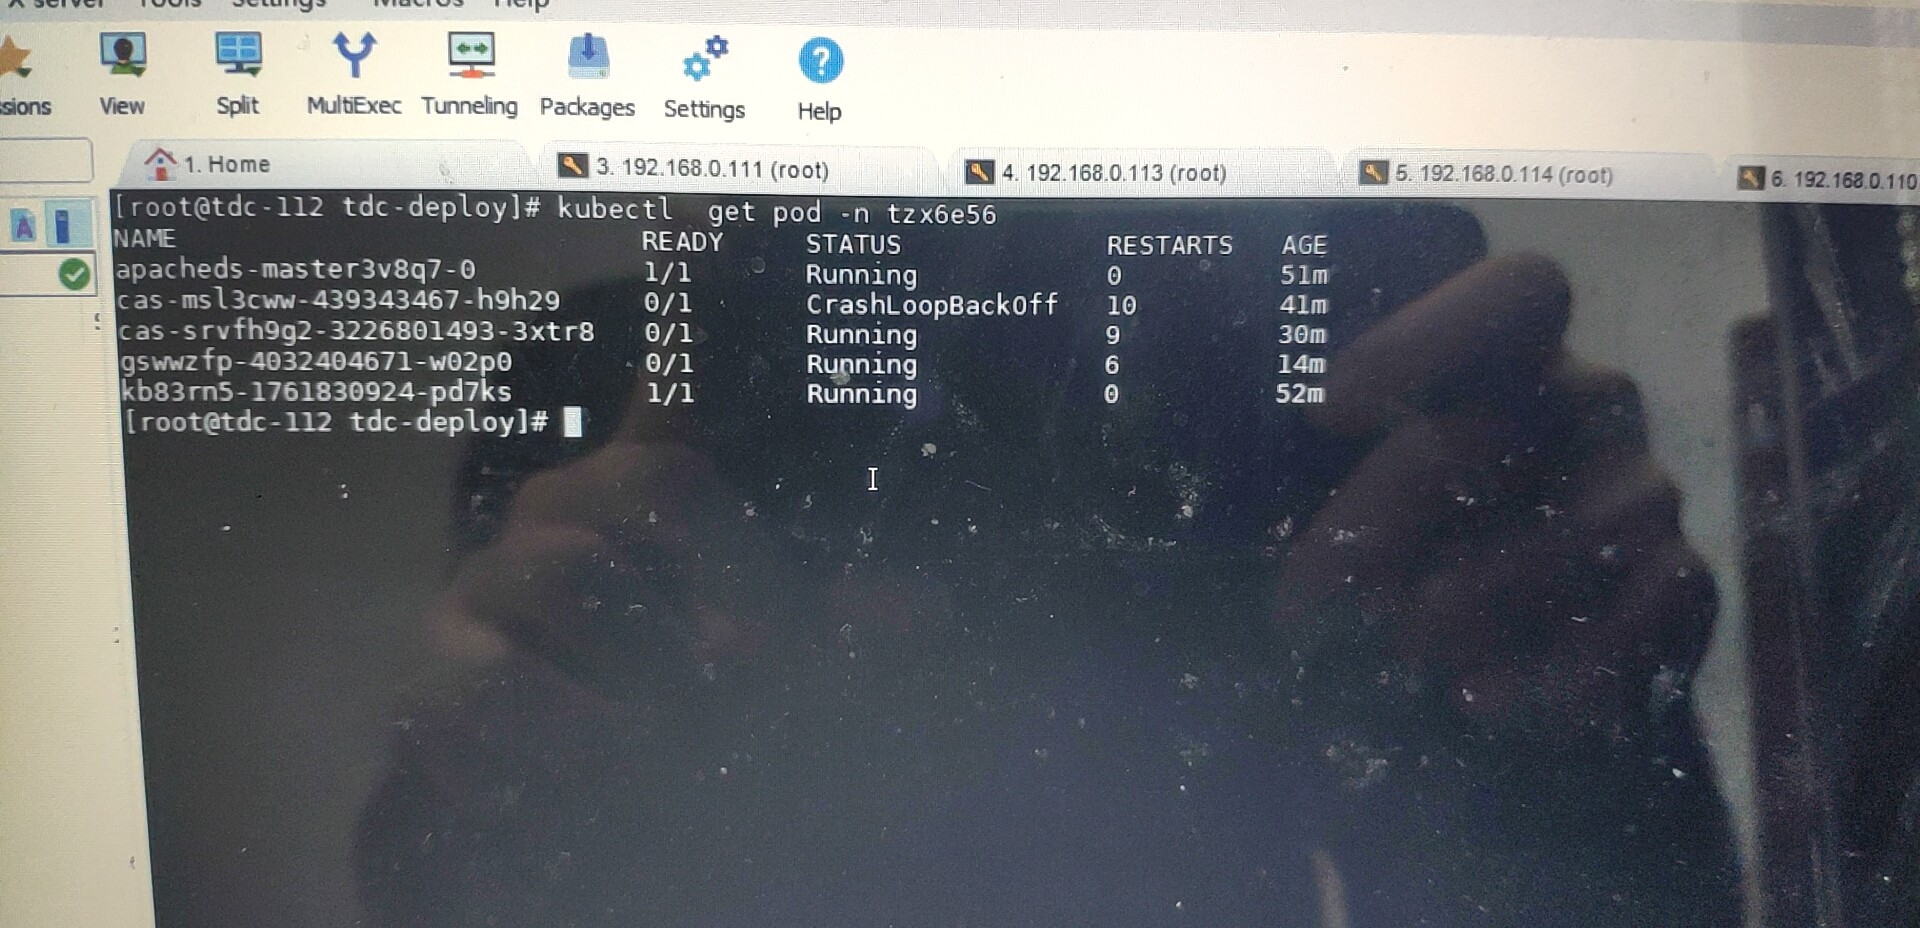 Tools Settings Macros Help
View Split MultiExec Tunneling Packages Settings Help
1. Home 3. 192.168.0.111 (root) 4. 192.168.0.113 (root) 5. 192.168.0.114 (root) 6. 192.168.0.110
[root@tdc-112 tdc-deploy]# kubectl  get pod -n tzx6e56
NAME READY STATUS RESTARTS AGE
apacheds-master3v8q7-0 1/1 Running 0 51m
cas-msl3cww-439343467-h9h29 0/1 CrashLoopBackOff 10 41m
cas-srvfh9g2-3226801493-3xtr8 0/1 Running 9 30m
gswwzfp-4032404671-w02p0 0/1 Running 6 14m
kb83rn5-1761830924-pd7ks 1/1 Running 0 52m
[root@tdc-112 tdc-deploy]#